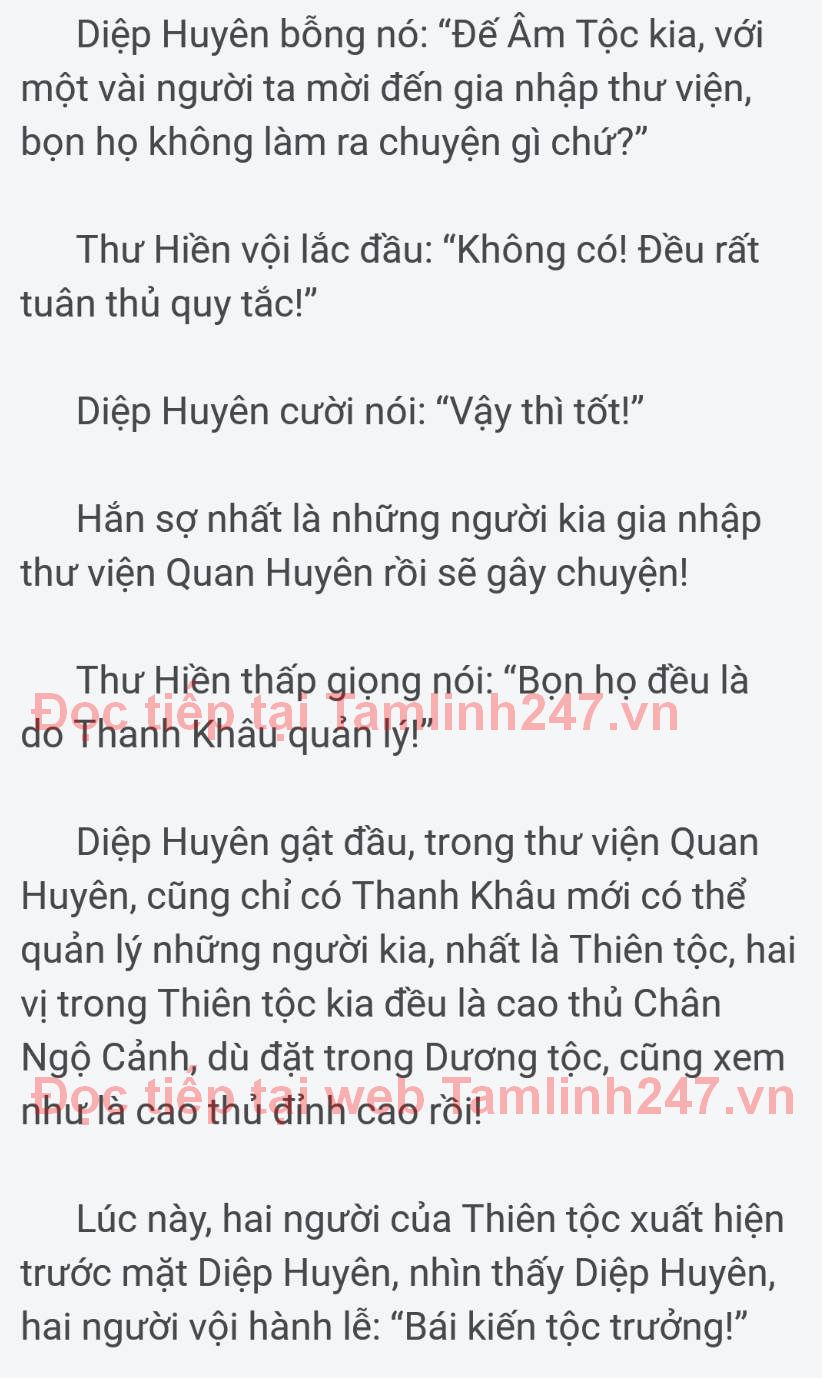 Diệp Huyên bỗng nó: “Đế Âm Tộc kia, với
một vài người ta mời đến gia nhập thư viện,
bọn họ không làm ra chuyện gì chứ?”
Thư Hiền vội lắc đầu: “Không có! Đều rất
tuân thủ quy tắc!”
Diệp Huyên cười nói: “Vậy thì tốt!”
Hắn sợ nhất là những người kia gia nhập
thư viện Quan Huyên rồi sẽ gây chuyện!
Thư Hiền thấp giọng nói: “Bọn họ đều là
Đọc tiếp tại Tamlinh247.vn
do Thanh Khâu quản lý!”
Diệp Huyên gật đầu, trong thư viện Quan
Huyên, cũng chỉ có Thanh Khâu mới có thể
quản lý những người kia, nhất là Thiên tộc, hai
vị trong Thiên tộc kia đều là cao thủ Chân
Ngộ Cảnh, dù đặt trong Dương tộc, cũng xem
Đọc tiếp tại web Tamlinh247.vn
như là cao thủ đỉnh cao rồi!
Lúc này, hai người của Thiên tộc xuất hiện
trước mặt Diệp Huyên, nhìn thấy Diệp Huyên,
hai người vội hành lễ: “Bái kiến tộc trưởng!”